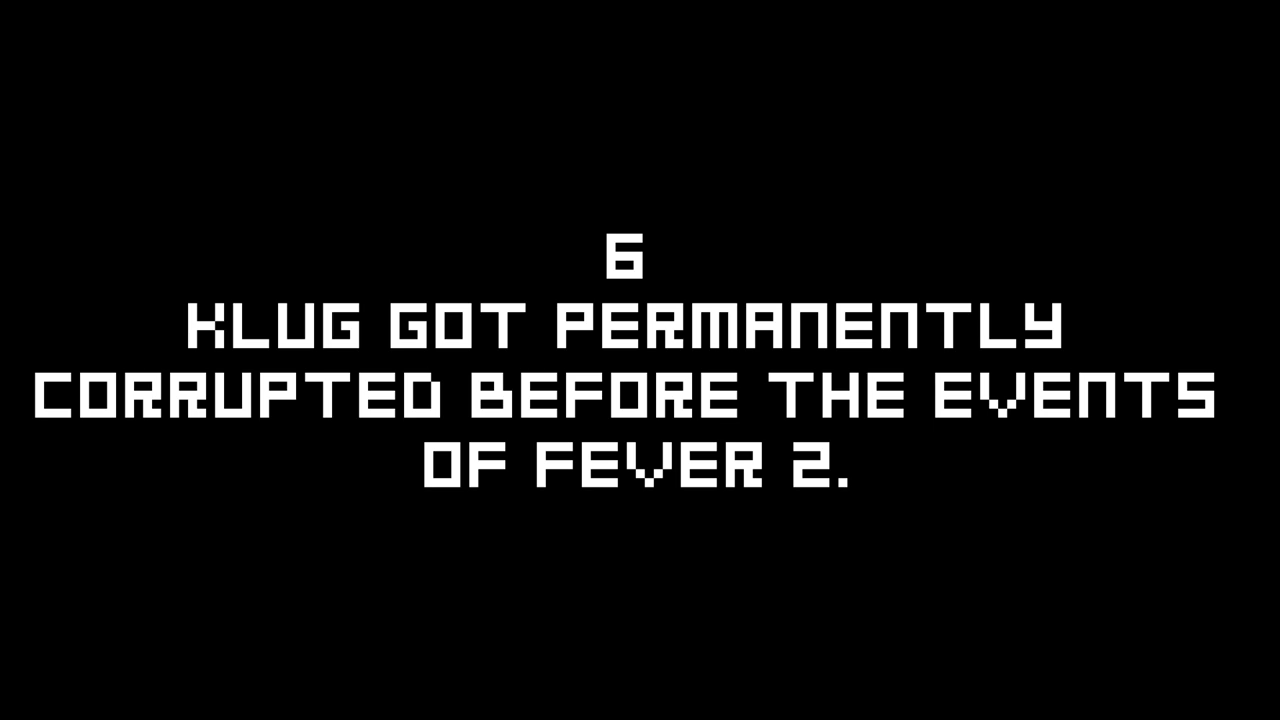 6
KLUG GOT PERMANENTLY
CORRUPTED BEFORE THE EVENTS
OF FEVER 2.